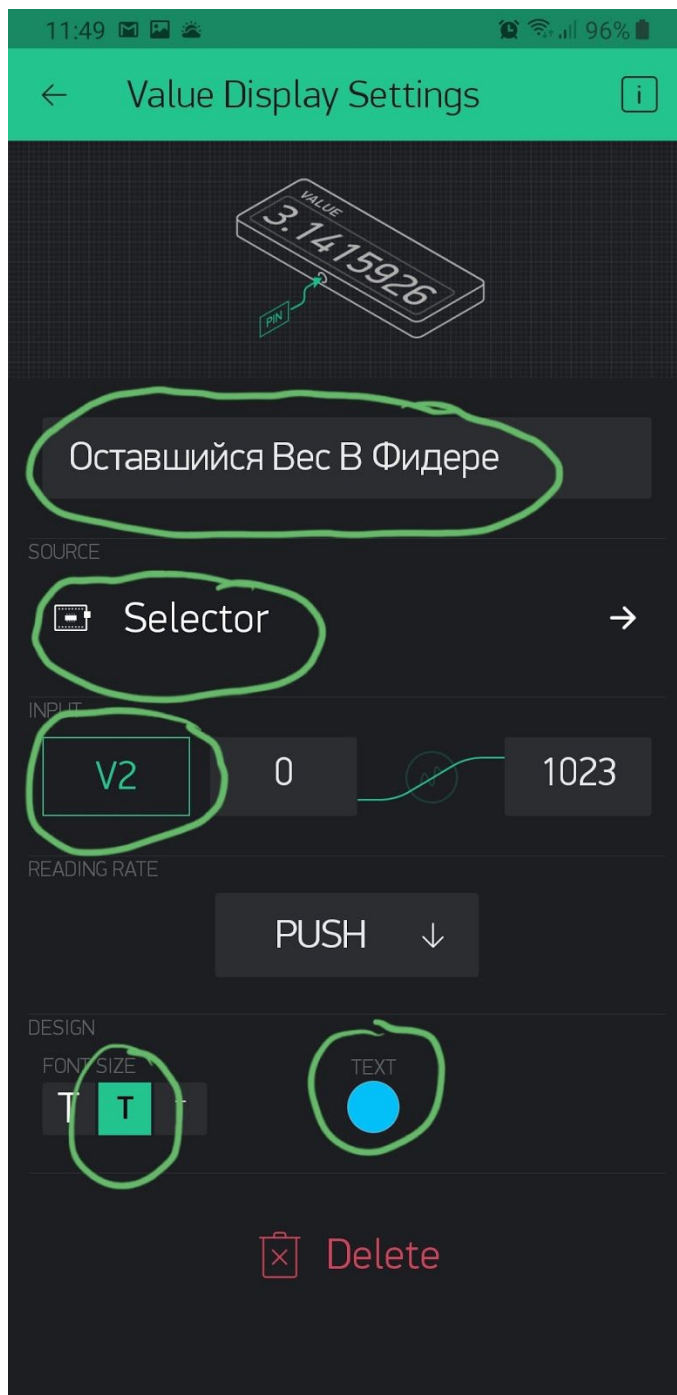 11:49 96%
Value Display Settings
i
VALUE
3.1415926
PIN
Оставшийся Вес В Фидере
SOURCE
Selector
INPUT
V2 0 1023
READING RATE
PUSH
DESIGN
FONT SIZE TEXT
T T T
Delete